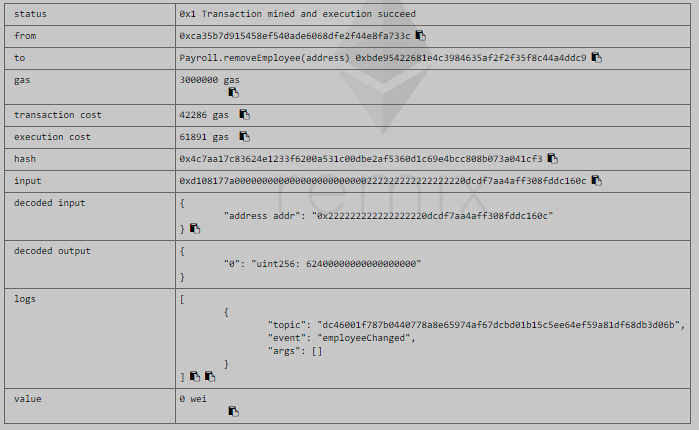 status 0x1 Transaction mined and execution succeed
from 0xca35b7d915458ef540ade6068dfe2f44e8fa733c
to Payroll.removeEmployee(address) 0xbde95422681e4c3984635af2f2f35f8c44a4ddc9
gas 3000000 gas
transaction cost 42286 gas
execution cost 61891 gas
hash 0x4c7aa17c83624e1233f6200a531c00dbe2af5360d1c69e4bcc808b073a041cf3
input 0xd108177a000000000000000000000000222222222222222220dcdf7aa4aff308fddc160c
decoded input {
"address addr": "0x222222222222222220dcdf7aa4aff308fddc160c"
}
decoded output {
"0": "uint256: 62400000000000000000"
}
logs [
{
"topic": "dc46001f787b0440778a8e65974af67dcbd01b15c5ee64ef59a81df68db3d06b",
"event": "employeeChanged",
"args": []
}
]
value 0 wei
remix